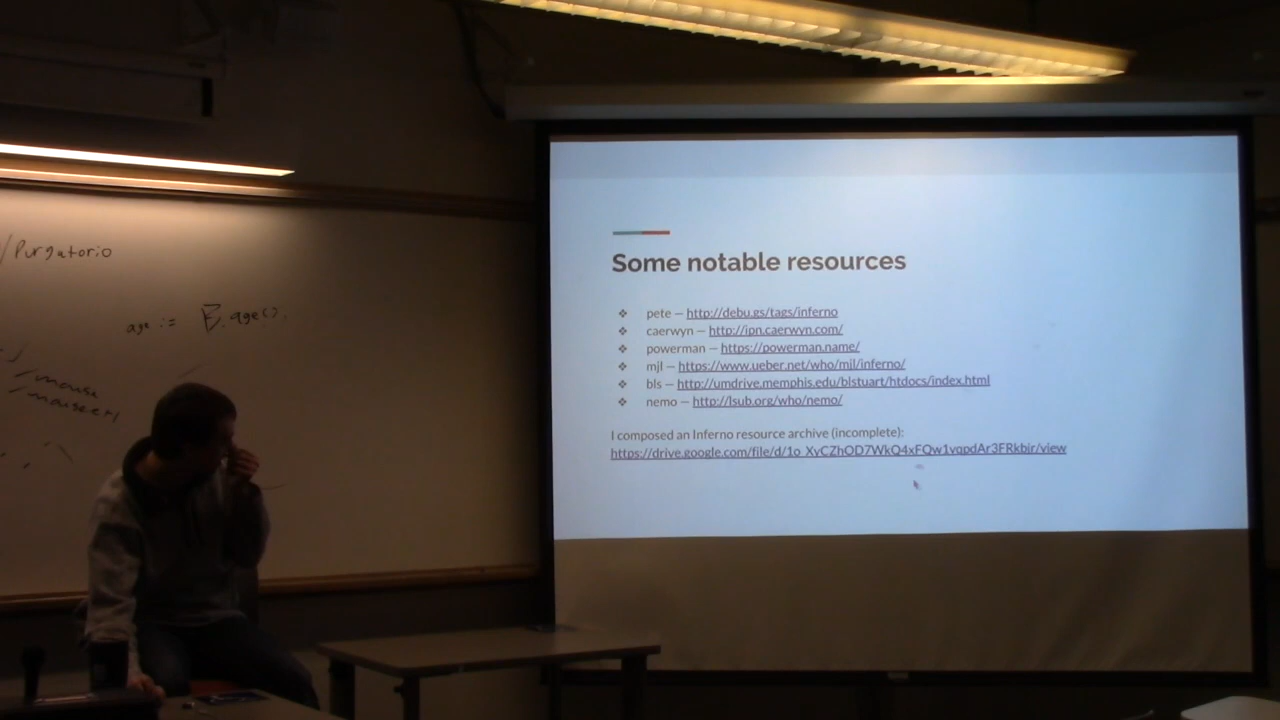 /Purgatorio
age := E.age();
/mouse
/mousectl
Some notable resources
❖ pete — http://debu.gs/tags/inferno
❖ caerwyn — http://ipn.caerwyn.com/
❖ powerman — https://powerman.name/
❖ mjl — https://www.ueber.net/who/mjl/inferno/
❖ bls — http://umdrive.memphis.edu/blstuart/htdocs/index.html
❖ nemo — http://lsub.org/who/nemo/
I composed an Inferno resource archive (incomplete):
https://drive.google.com/file/d/1o_XyCZhOD7WkQ4xFQw1vqpdAr3FRkbjr/view